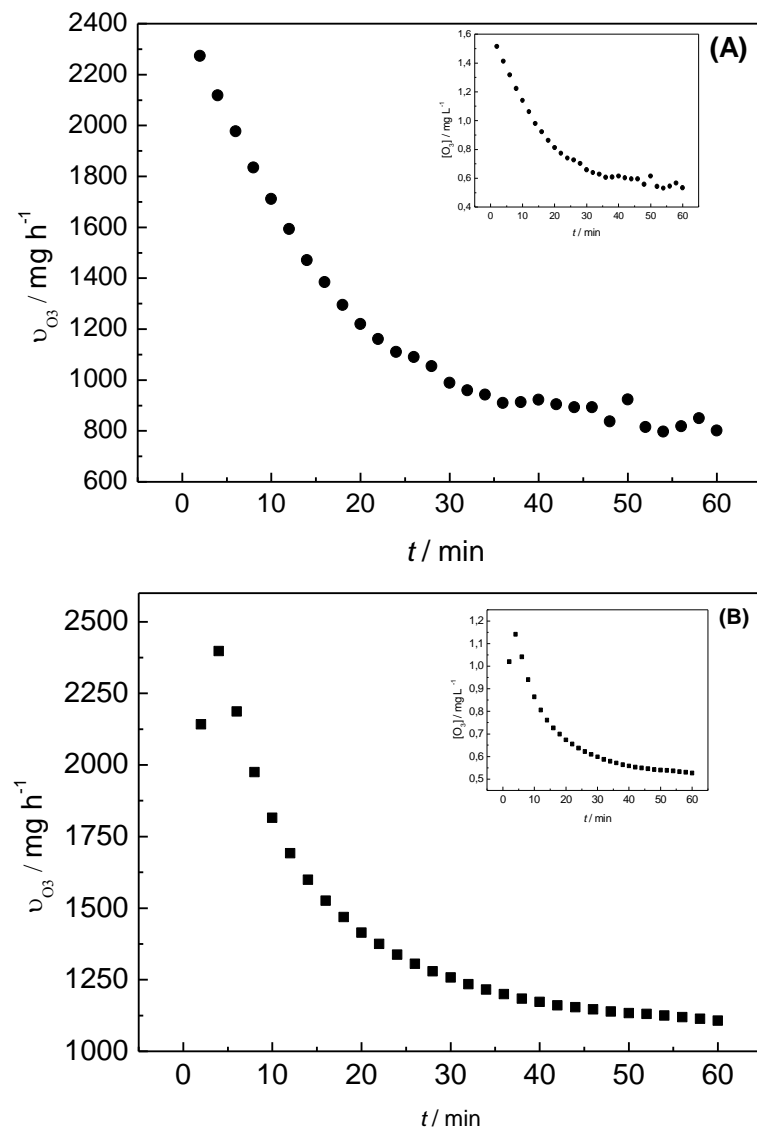 (A)
2400
2200
2000
1800
1600
1400
1200
1000
800
600
υO3 / mg h-1
0 10 20 30 40 50 60
t / min
1,6
1,4
1,2
1,0
0,8
0,6
0,4
[O3] / mg L-1
0 10 20 30 40 50 60
t / min
(B)
2500
2250
2000
1750
1500
1250
1000
υO3 / mg h-1
0 10 20 30 40 50 60
t / min
1,2
1,1
1,0
0,9
0,8
0,7
0,6
0,5
[O3] / mg L-1
0 10 20 30 40 50 60
t / min